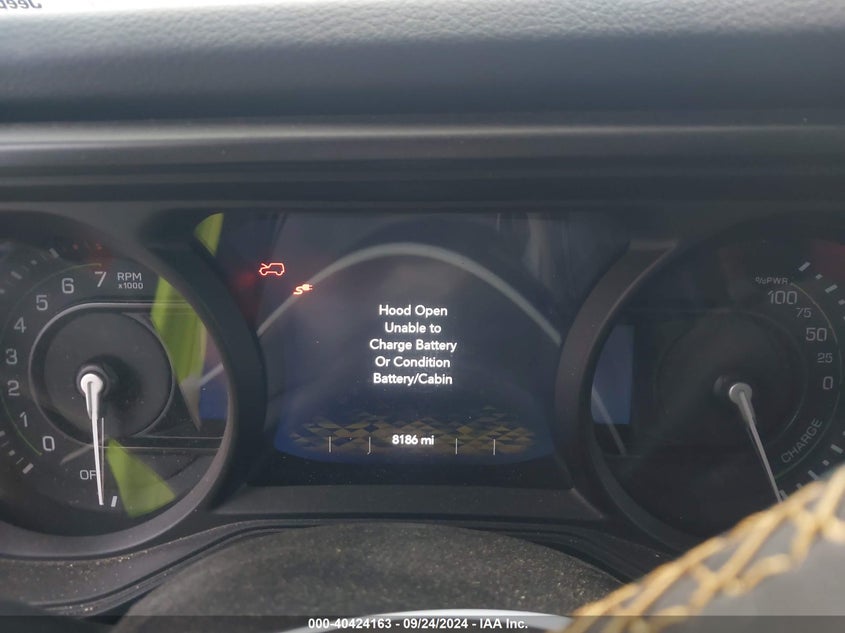 Jeep
7 RPM
x1000
6
5
4
3
2
1
0
OFF
Hood Open
Unable to
Charge Battery
Or Condition
Battery/Cabin
8186 mi
%PWR
100
75
50
25
0
CHARGE
000-40424163 - 09/24/2024 - IAA Inc.